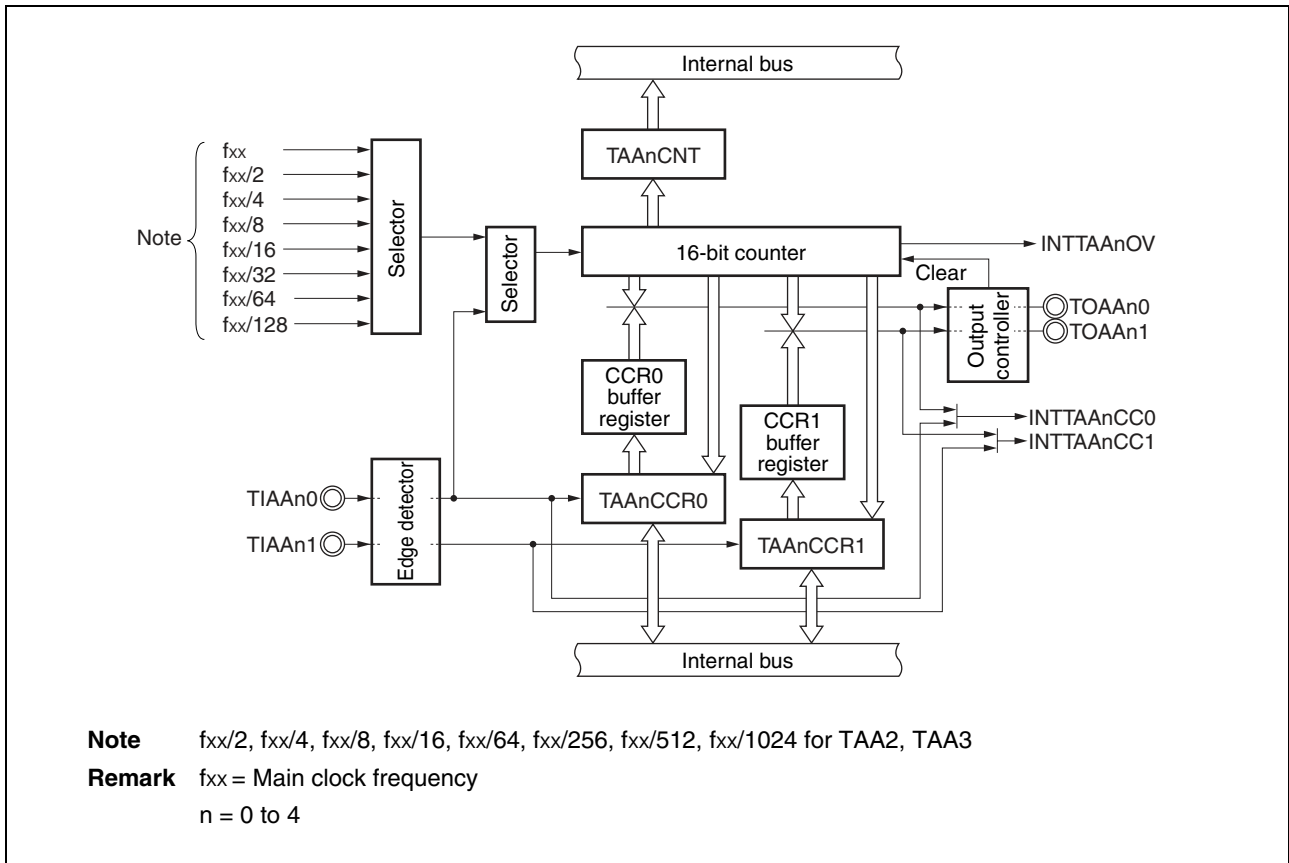 Internal bus
TAAnCNT
fxx
fxx/2
fxx/4
fxx/8
fxx/16
fxx/32
fxx/64
fxx/128
Note
Selector
Selector
16-bit counter
INTTAAnOV
Clear
Output
controller
TOAAn0
TOAAn1
CCR0
buffer
register
CCR1
buffer
register
INTTAAnCC0
INTTAAnCC1
TIAAn0
TIAAn1
Edge detector
TAAnCCR0
TAAnCCR1
Internal bus
Note fxx/2, fxx/4, fxx/8, fxx/16, fxx/64, fxx/256, fxx/512, fxx/1024 for TAA2, TAA3
Remark fxx = Main clock frequency
n = 0 to 4